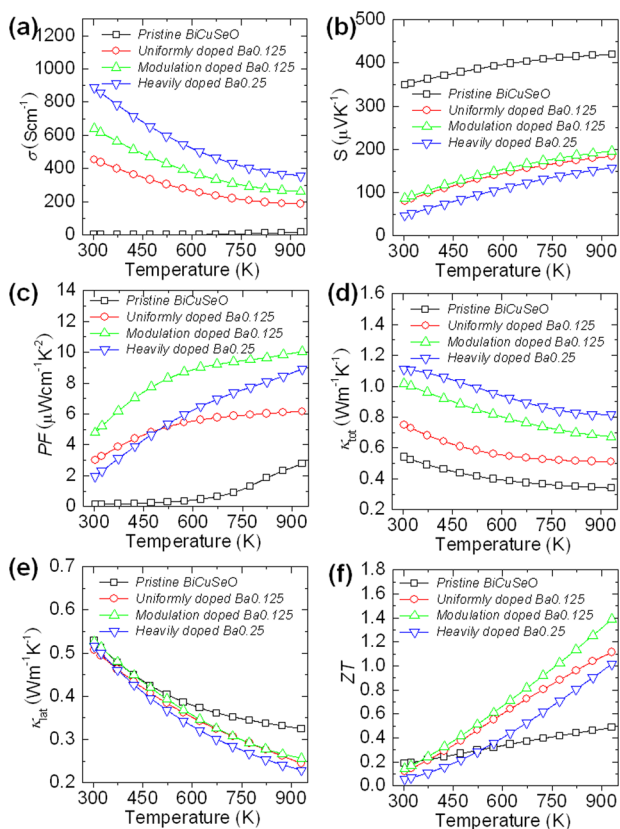 (a)
1200
1000
800
600
400
200
0
σ(Scm⁻¹)
Pristine BiCuSeO
Uniformly doped Ba0.125
Modulation doped Ba0.125
Heavily doped Ba0.25
300 450 600 750 900
Temperature (K)
(b)
500
400
300
200
100
0
S (μVK⁻¹)
Pristine BiCuSeO
Uniformly doped Ba0.125
Modulation doped Ba0.125
Heavily doped Ba0.25
300 450 600 750 900
Temperature (K)
(c)
14
12
10
8
6
4
2
0
PF(μWcm⁻¹K⁻²)
Pristine BiCuSeO
Uniformly doped Ba0.125
Modulation doped Ba0.125
Heavily doped Ba0.25
300 450 600 750 900
Temperature (K)
(d)
1.6
1.4
1.2
1.0
0.8
0.6
0.4
0.2
κtot (Wm⁻¹K⁻¹)
Pristine BiCuSeO
Uniformly doped Ba0.125
Modulation doped Ba0.125
Heavily doped Ba0.25
300 450 600 750 900
Temperature (K)
(e)
0.7
0.6
0.5
0.4
0.3
0.2
κlat (Wm⁻¹K⁻¹)
Pristine BiCuSeO
Uniformly doped Ba0.125
Modulation doped Ba0.125
Heavily doped Ba0.25
300 450 600 750 900
Temperature (K)
(f)
1.8
1.6
1.4
1.2
1.0
0.8
0.6
0.4
0.2
0.0
ZT
Pristine BiCuSeO
Uniformly doped Ba0.125
Modulation doped Ba0.125
Heavily doped Ba0.25
300 450 600 750 900
Temperature (K)